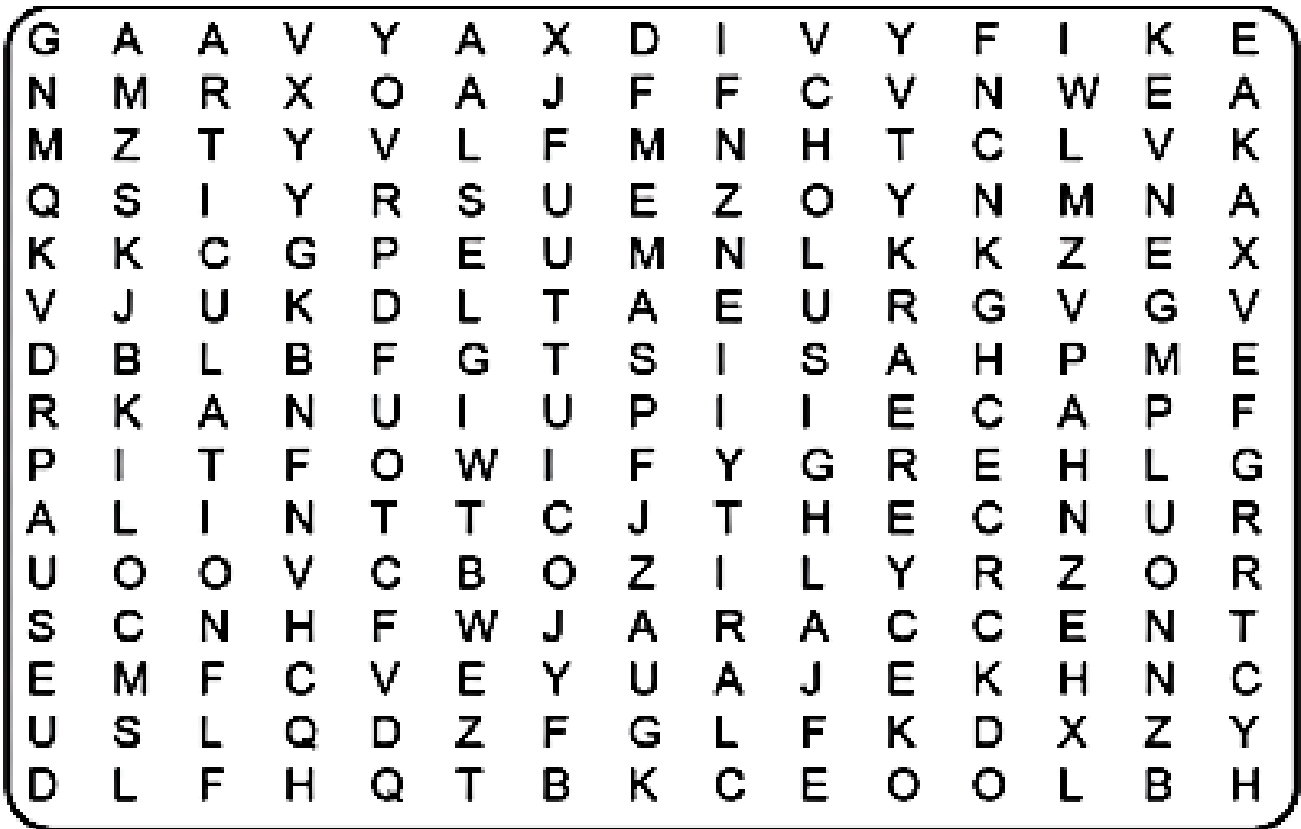 G A A V Y A X D I V Y F I K E
N M R X O A J F F C V N W E A
M Z T Y V L F M N H T C L V K
Q S I Y R S U E Z O Y N M N A
K K C G P E U M N L K K Z E X
V J U K D L T A E U R G V G V
D B L B F G T S I S A H P M E
R K A N U I U P I I E C A P F
P I T F O W I F Y G R E H L G
A L I N T T C J T H E C N U R
U O O V C B O Z I L Y R Z O R
S C N H F W J A R A C C E N T
E M F C V E Y U A J E K H N C
U S L Q D Z F G L F K D X Z Y
D L F H Q T B K C E O O L B H